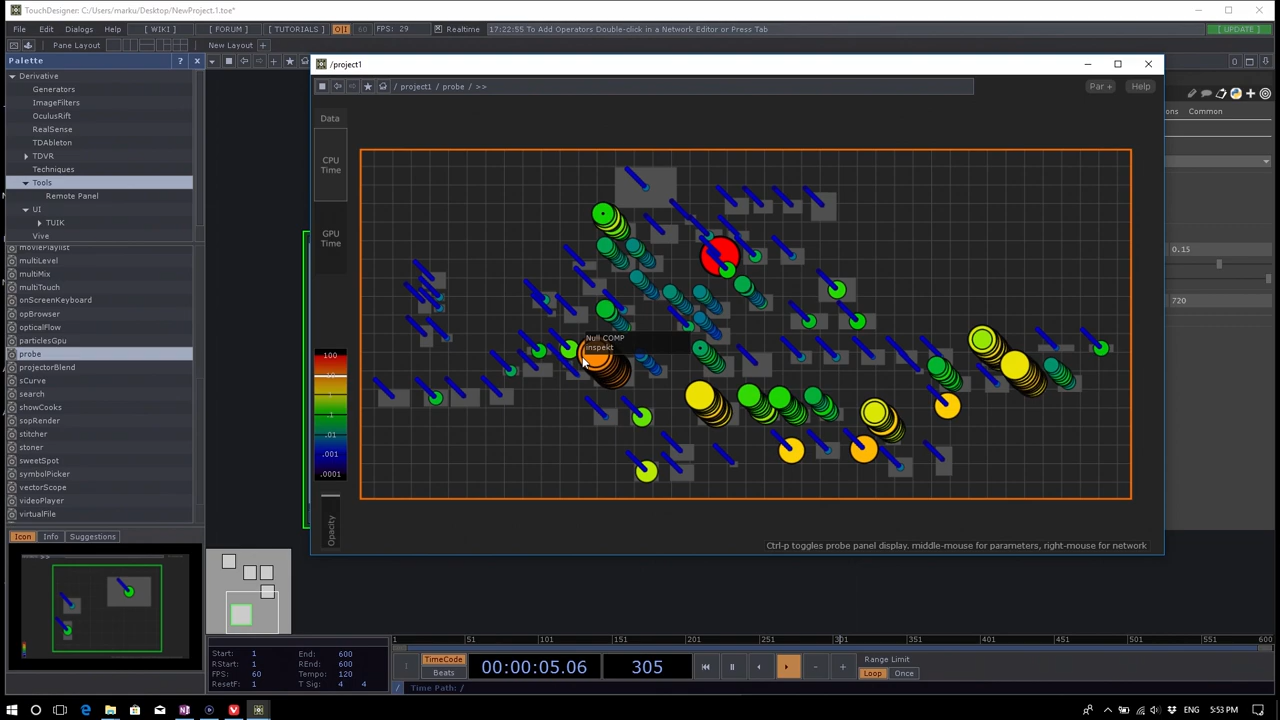 TouchDesigner: C:/Users/marku/Desktop/NewProject.1.toe*
File Edit Dialogs Help [ WIKI ] [ FORUM ] [ TUTORIALS ] O|I 60 FPS: 29 Realtime 17:22:55 To Add Operators Double-click in a Network Editor or Press Tab [ UPDATE ]
Pane Layout New Layout +
Palette ? x
Derivative
Generators
ImageFilters
OculusRift
RealSense
TDAbleton
TDVR
Techniques
Tools
Remote Panel
UI
TUIK
Vive
moviePlaylist
multiLevel
multiMix
multiTouch
onScreenKeyboard
opBrowser
opticalFlow
particlesGpu
probe
projectorBlend
sCurve
search
showCooks
sopRender
stitcher
stoner
sweetSpot
symbolPicker
vectorScope
videoPlayer
virtualFile
Icon Info Suggestions
>>
/project1
/ project1 / probe / >>
Par + Help
Data
CPU
Time
GPU
Time
100
10
1
.1
.01
.001
.0001
Opacity
Null COMP
inspekt
Ctrl-p toggles probe panel display. middle-mouse for parameters, right-mouse for network
0
Common
0.15
720
1 51 101 151 201 251 301 351 401 451 501 551 600
Start: 1 End: 600
RStart: 1 REnd: 600
FPS: 60 Tempo: 120
ResetF: 1 T Sig: 4 4
TimeCode
Beats
00:00:05.06 305
Range Limit
Loop Once
/ Time Path: /
ENG 5:53 PM